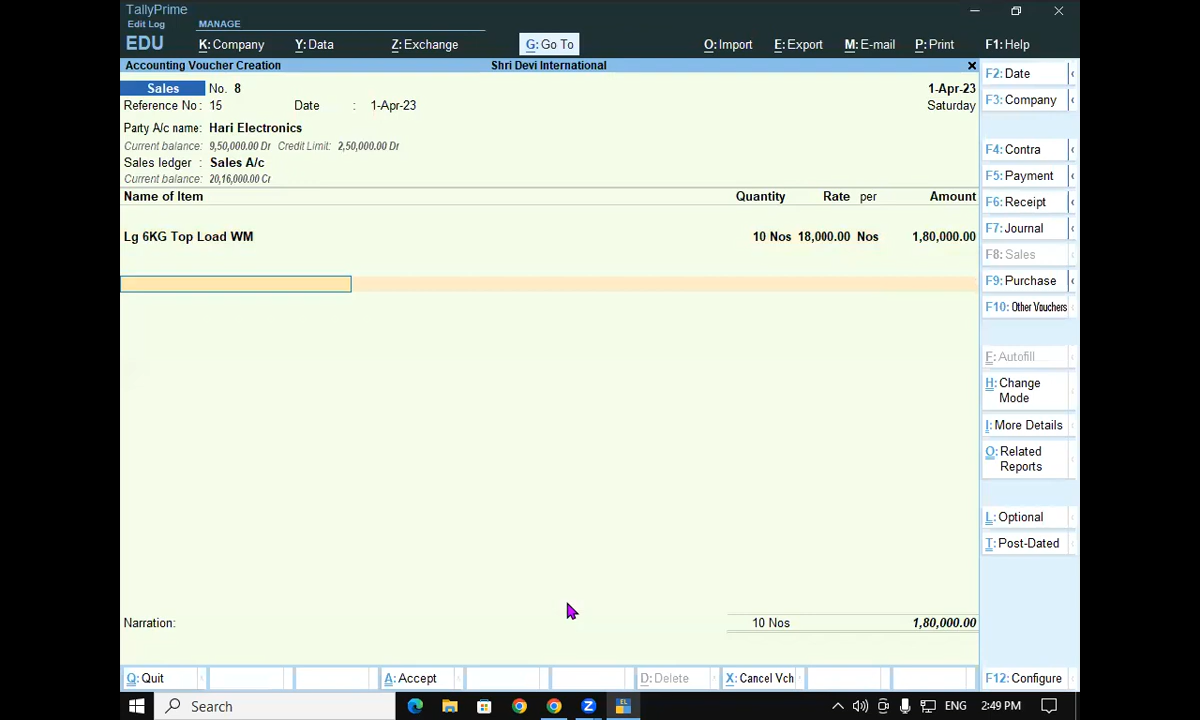 TallyPrime
Edit Log
MANAGE
EDU
K: Company
Y: Data
Z: Exchange
G: Go To
O: Import
E: Export
M: E-mail
P: Print
F1: Help
Accounting Voucher Creation
Shri Devi International
F2: Date
Sales No. 8
1-Apr-23
Reference No: 15 Date : 1-Apr-23
Saturday
F3: Company
Party A/c name: Hari Electronics
Current balance: 9,50,000.00 Dr Credit Limit: 2,50,000.00 Dr
F4: Contra
Sales ledger : Sales A/c
Current balance: 20,16,000.00 Cr
F5: Payment
Name of Item Quantity Rate per Amount
F6: Receipt
F7: Journal
Lg 6KG Top Load WM 10 Nos 18,000.00 Nos 1,80,000.00
F8: Sales
F9: Purchase
F10: Other Vouchers
F: Autofill
H: Change
Mode
I: More Details
O: Related
Reports
L: Optional
T: Post-Dated
Narration:
10 Nos 1,80,000.00
Q: Quit
A: Accept
D: Delete
X: Cancel Vch
F12: Configure
Search
EL
ENG
2:49 PM